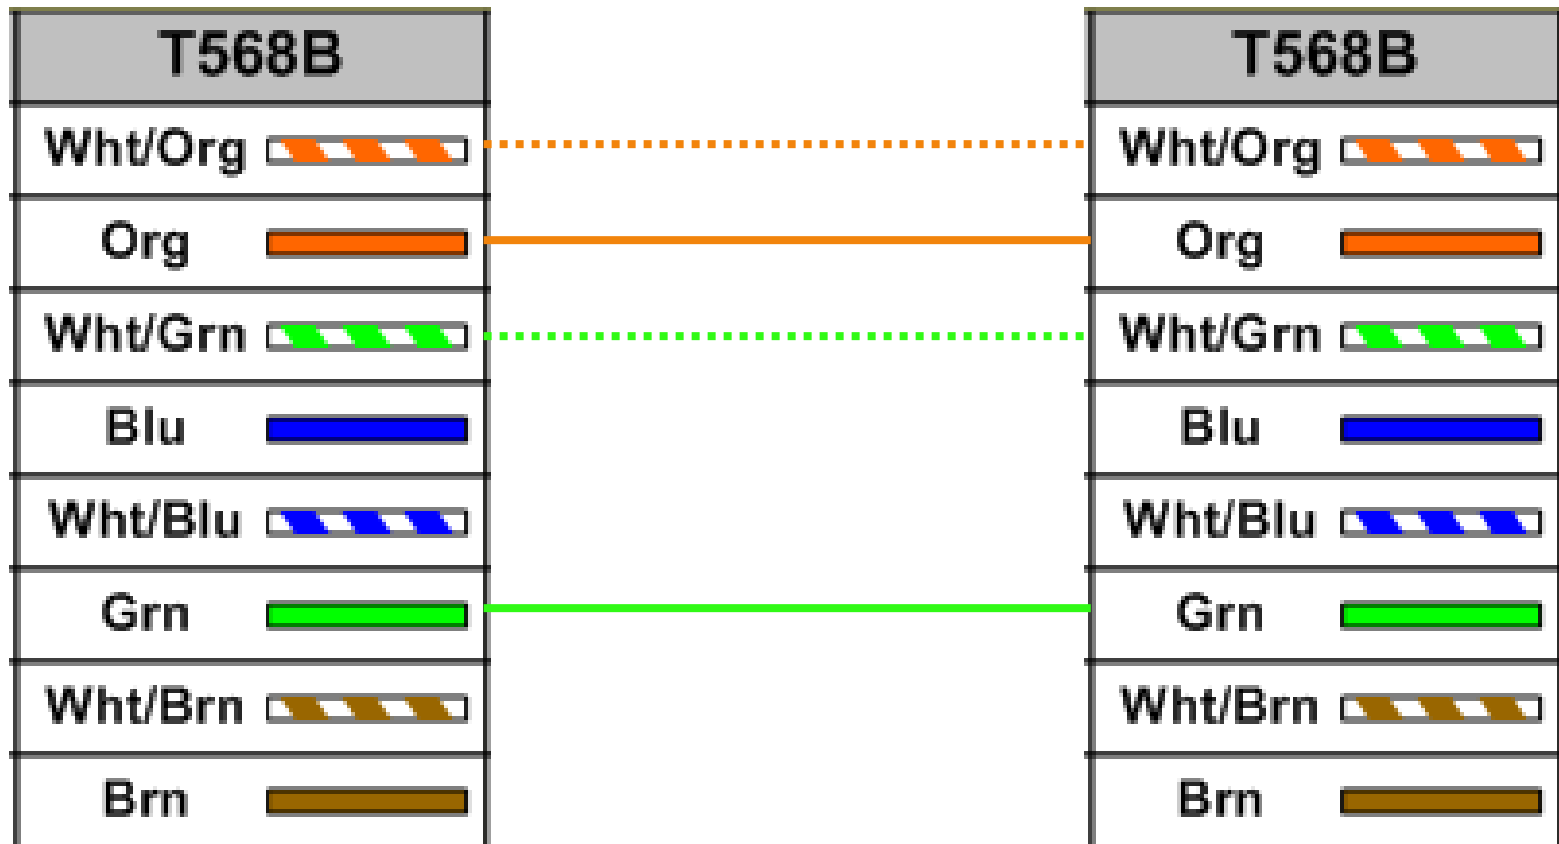 T568B
Wht/Org
Org
Wht/Grn
Blu
Wht/Blu
Grn
Wht/Brn
Brn
T568B
Wht/Org
Org
Wht/Grn
Blu
Wht/Blu
Grn
Wht/Brn
Brn